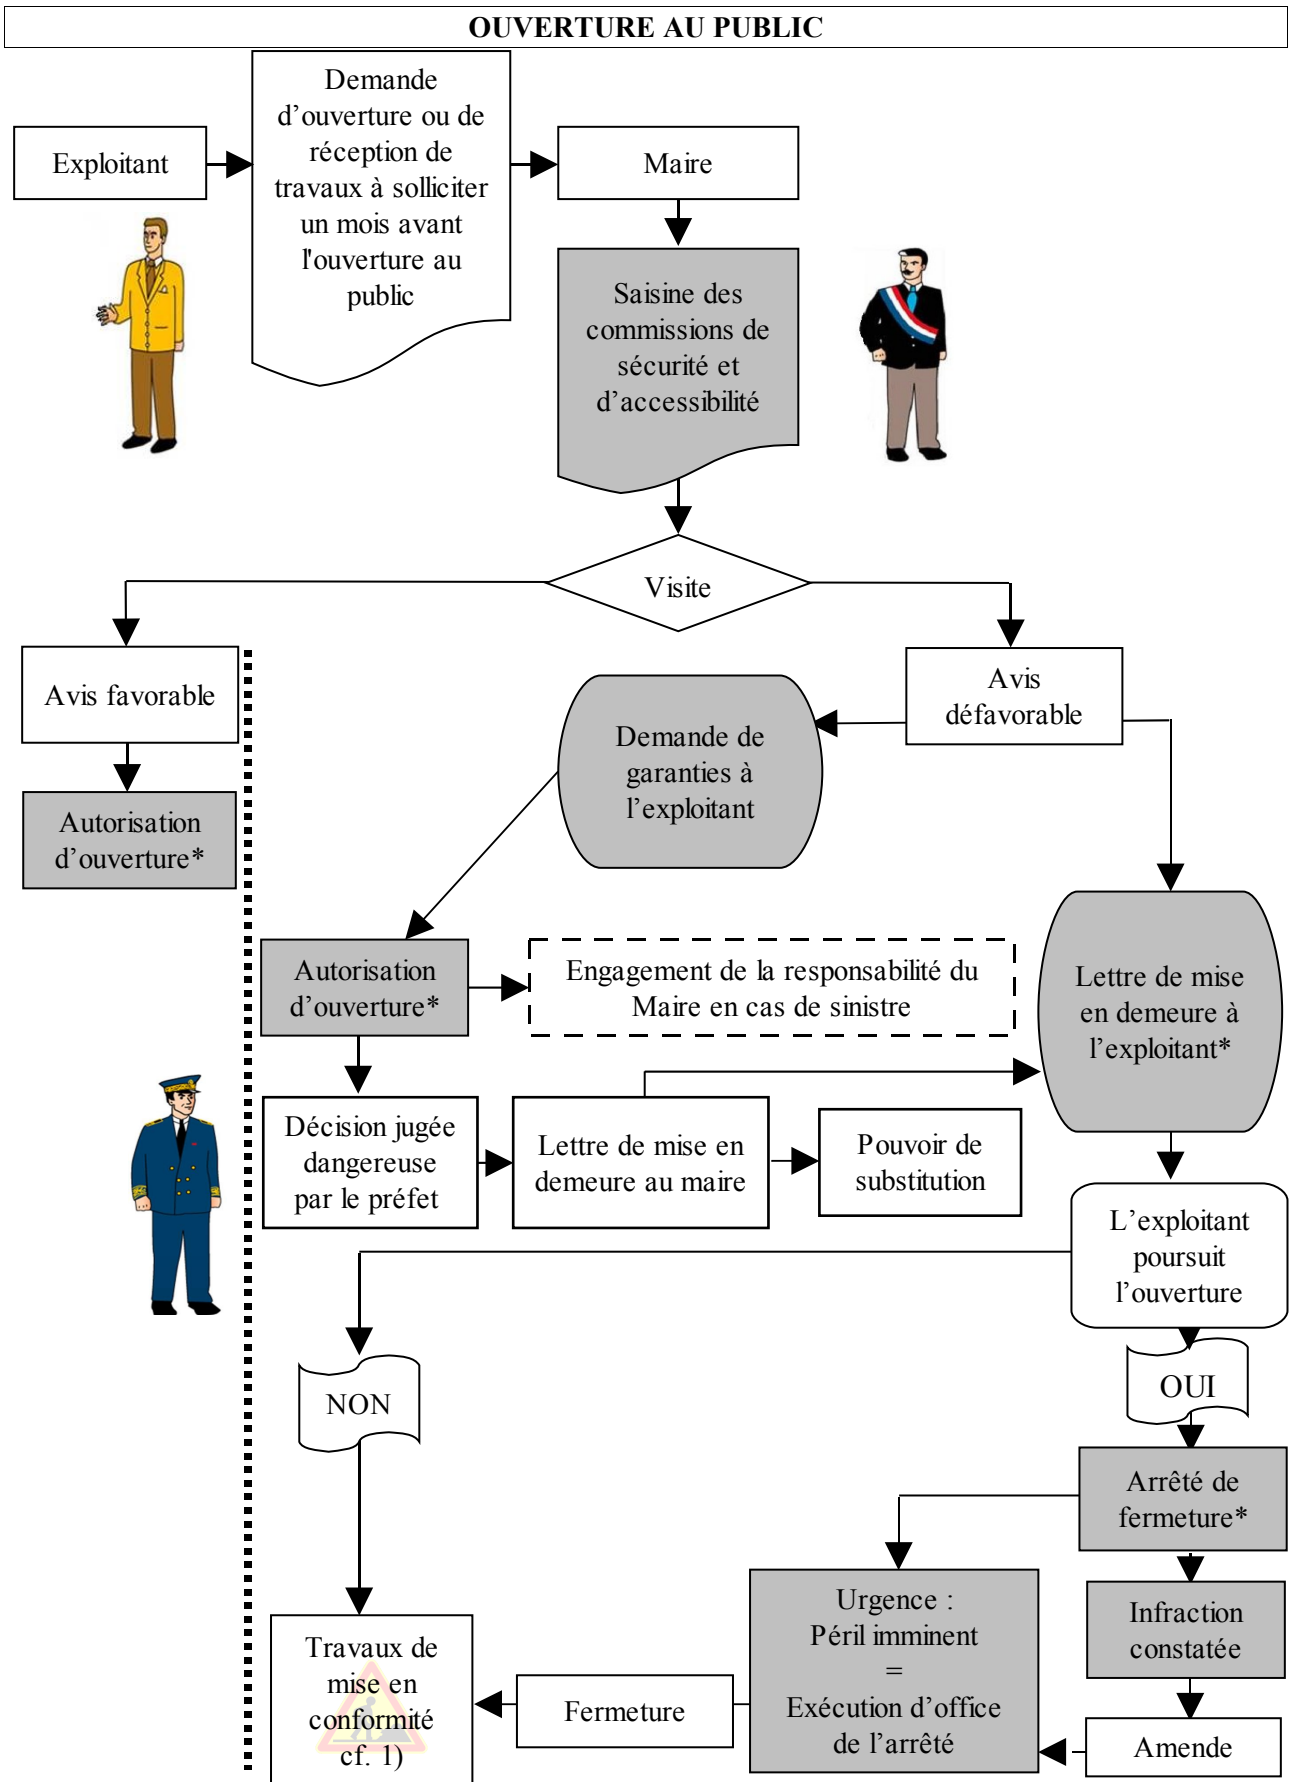 OUVERTURE AU PUBLIC
Exploitant
Demande
d’ouverture ou de
réception de
travaux à solliciter
un mois avant
l'ouverture au
public
Maire
Saisine des
commissions de
sécurité et
d’accessibilité
Visite
Avis favorable
Autorisation
d’ouverture*
Avis
défavorable
Demande de
garanties à
l’exploitant
Autorisation
d’ouverture*
Engagement de la responsabilité du
Maire en cas de sinistre
Lettre de mise
en demeure à
l’exploitant*
Décision jugée
dangereuse
par le préfet
Lettre de mise en
demeure au maire
Pouvoir de
substitution
L’exploitant
poursuit
l’ouverture
NON
OUI
Arrêté de
fermeture*
Urgence :
Péril imminent
=
Exécution d’office
de l’arrêté
Infraction
constatée
Travaux de
mise en
conformité
cf. 1)
Fermeture
Amende